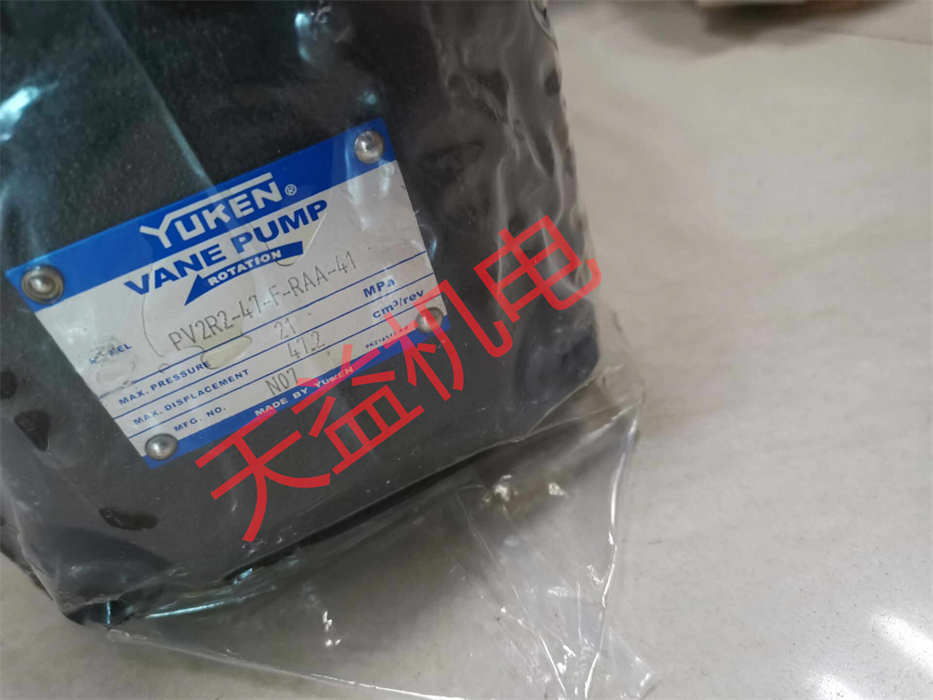 YUKEN®
VANE PUMP
ROTATION
PV2R2-47-F-RAA-41
MAX. PRESSURE 21 MPa
MAX. DISPLACEMENT 47.2 cm³/rev
MFG. NO. N07
MADE BY YUKEN
天益机电